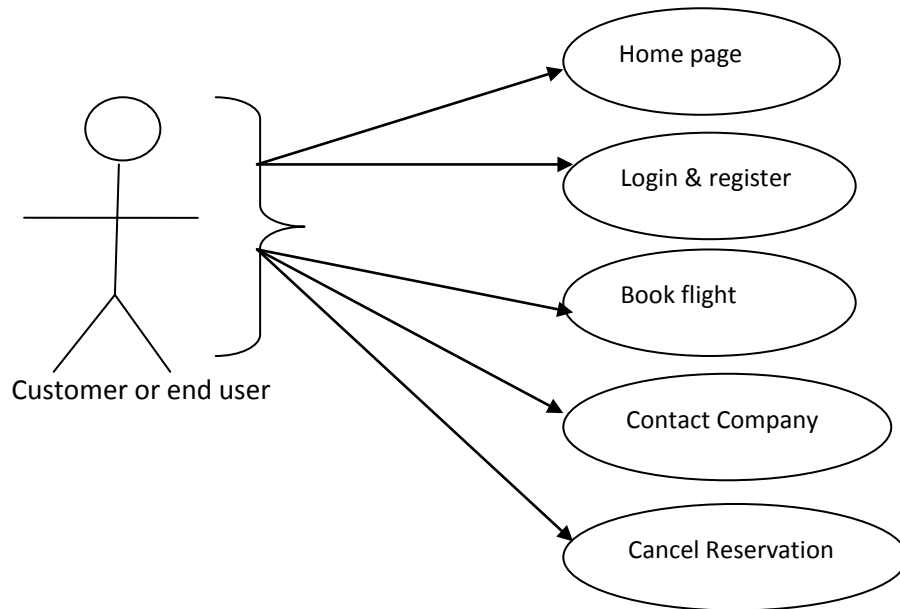 Home page
Login & register
Book flight
Customer or end user
Contact Company
Cancel Reservation